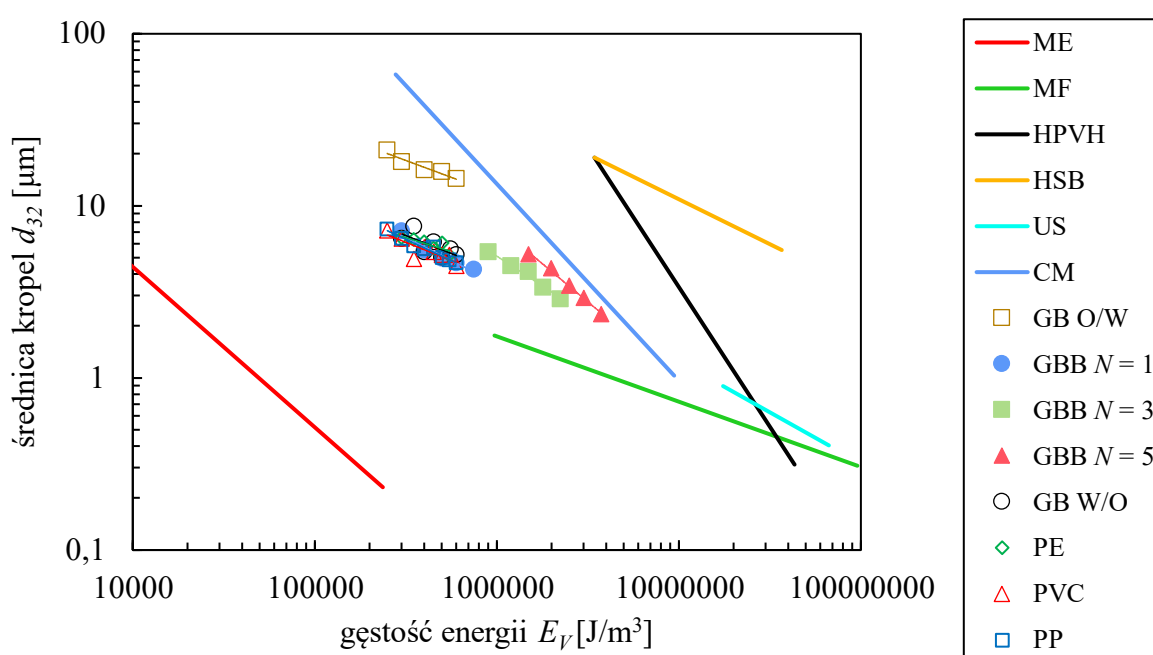 100
10
1
0,1
10000 100000 1000000 10000000 100000000
średnica kropel d32 [µm]
gęstość energii EV [J/m³]
ME
MF
HPVH
HSB
US
CM
GB O/W
GBB N = 1
GBB N = 3
GBB N = 5
GB W/O
PE
PVC
PP